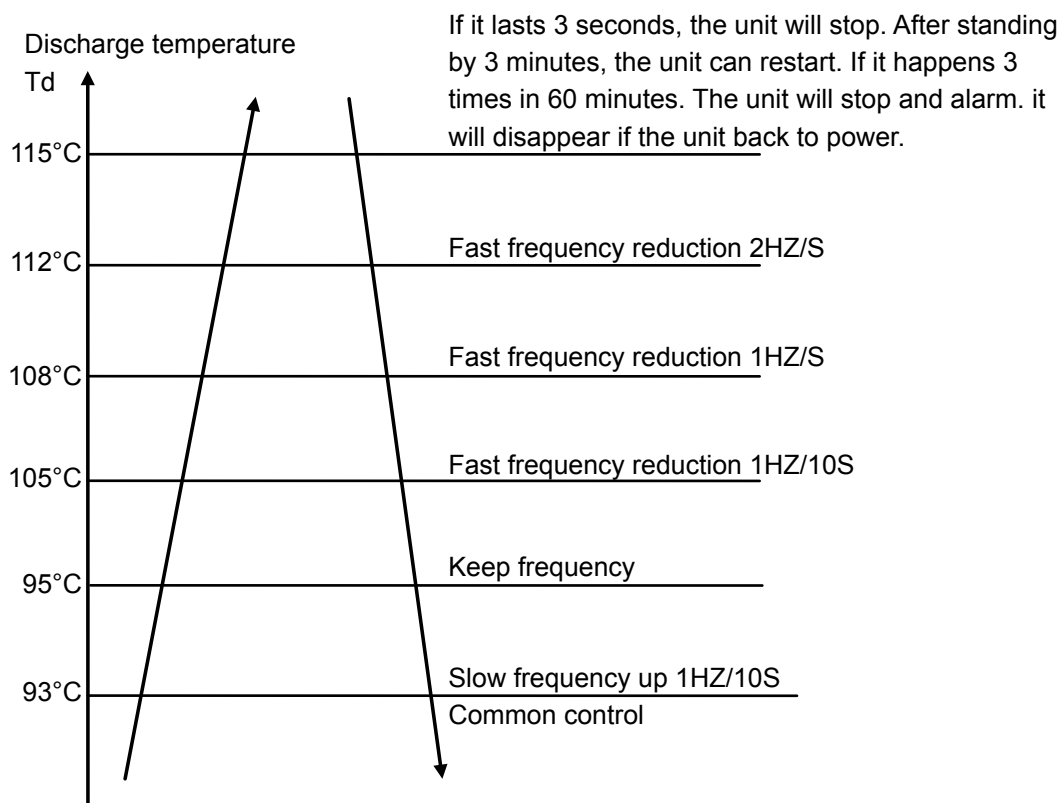 Discharge temperature
Td
If it lasts 3 seconds, the unit will stop. After standing
by 3 minutes, the unit can restart. If it happens 3
times in 60 minutes. The unit will stop and alarm. it
will disappear if the unit back to power.
115°C
Fast frequency reduction 2HZ/S
112°C
Fast frequency reduction 1HZ/S
108°C
Fast frequency reduction 1HZ/10S
105°C
Keep frequency
95°C
Slow frequency up 1HZ/10S
93°C
Common control